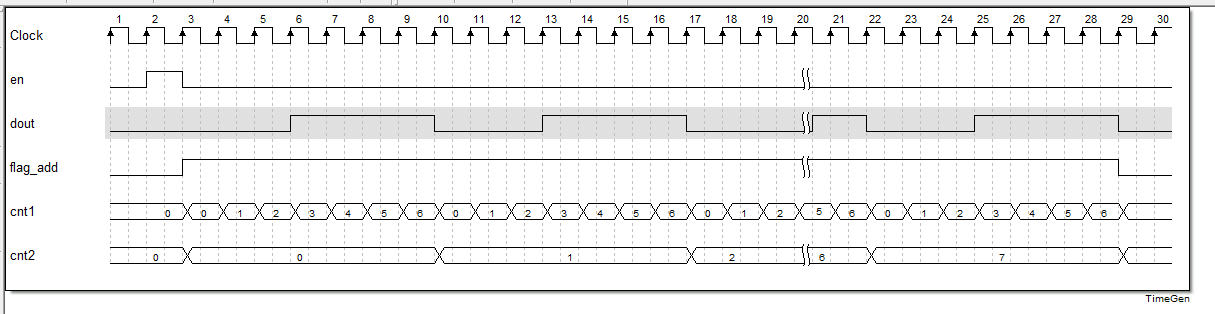 1 2 3 4 5 6 7 8 9 10 11 12 13 14 15 16 17 18 19 20 21 22 23 24 25 26 27 28 29 30
Clock
en
dout
flag_add
cnt1 0 0 1 2 3 4 5 6 0 1 2 3 4 5 6 0 1 2 5 6 0 1 2 3 4 5 6
cnt2 0 0 1 2 6 7
TimeGen